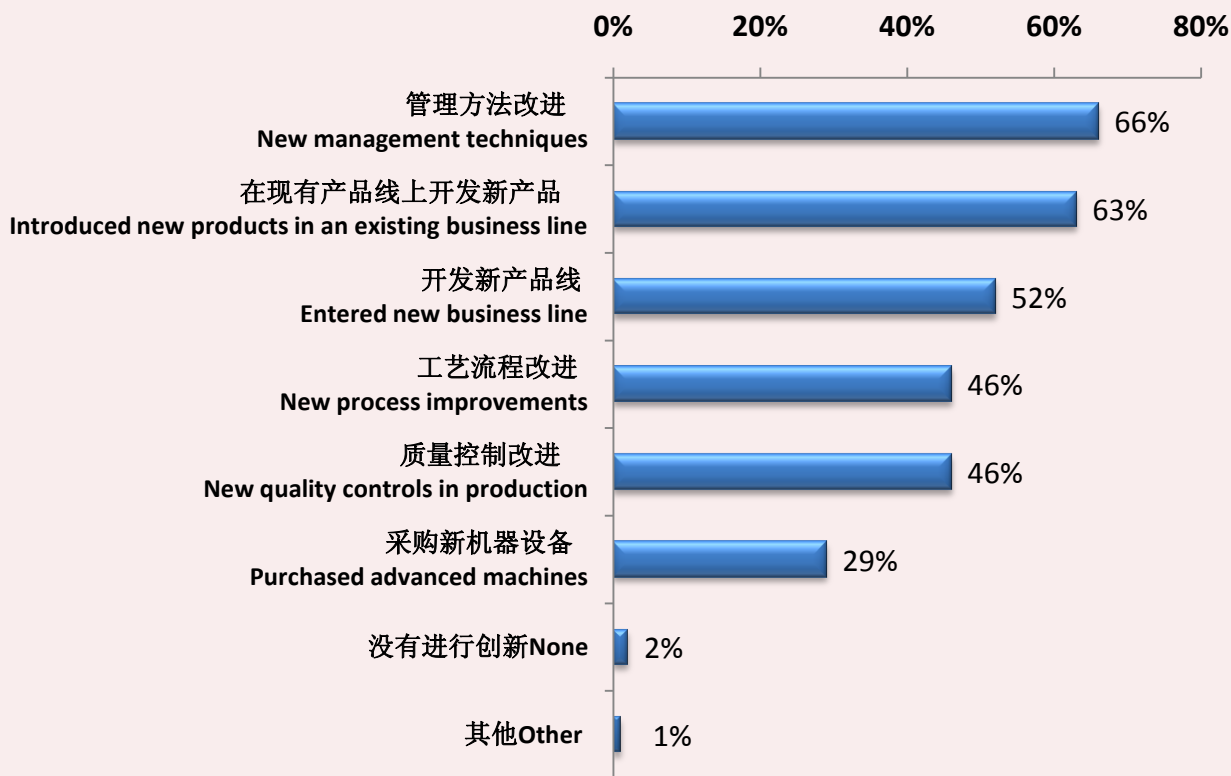 0% 20% 40% 60% 80%
管理方法改进
New management techniques
66%
在现有产品线上开发新产品
Introduced new products in an existing business line
63%
开发新产品线
Entered new business line
52%
工艺流程改进
New process improvements
46%
质量控制改进
New quality controls in production
46%
采购新机器设备
Purchased advanced machines
29%
没有进行创新None
2%
其他Other
1%